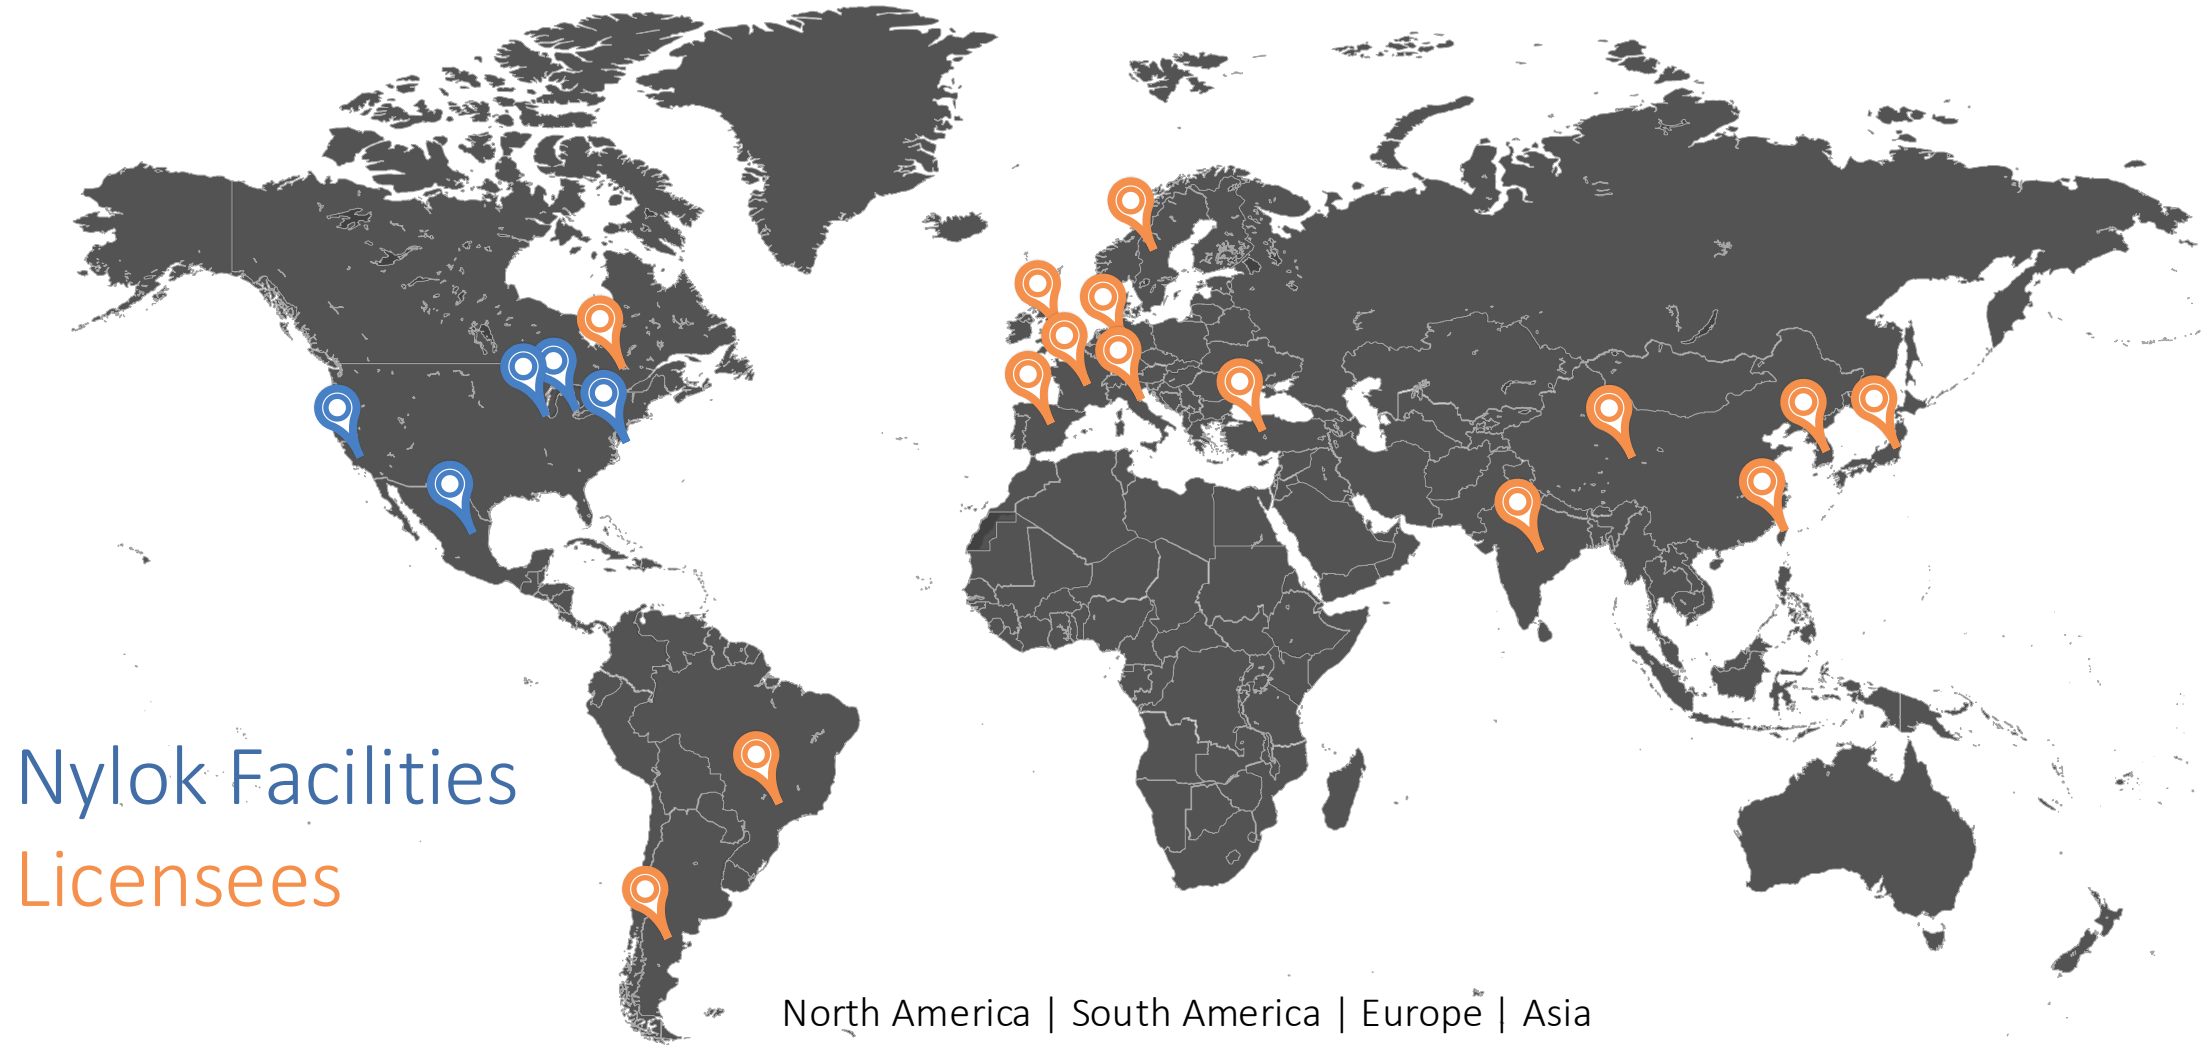 Nylok Facilities
Licensees
North America | South America | Europe | Asia